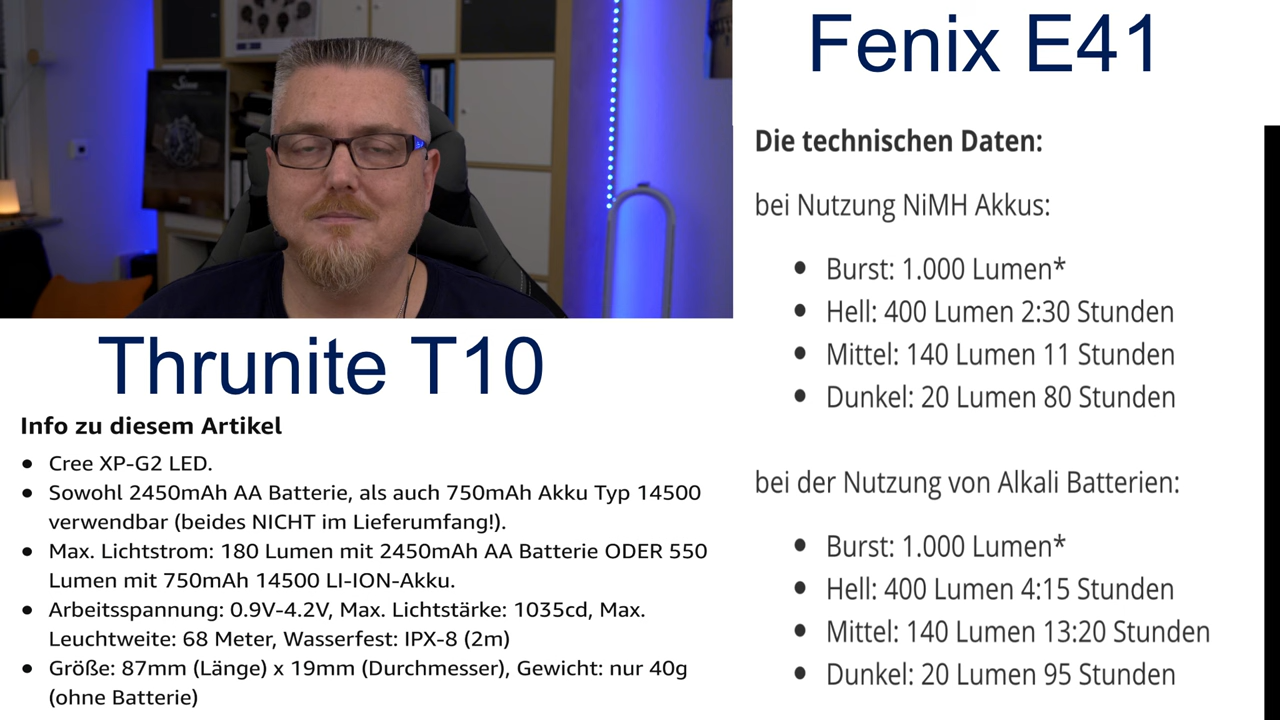 Fenix E41
Die technischen Daten:
bei Nutzung NiMH Akkus:
• Burst: 1.000 Lumen*
• Hell: 400 Lumen 2:30 Stunden
• Mittel: 140 Lumen 11 Stunden
• Dunkel: 20 Lumen 80 Stunden
bei der Nutzung von Alkali Batterien:
• Burst: 1.000 Lumen*
• Hell: 400 Lumen 4:15 Stunden
• Mittel: 140 Lumen 13:20 Stunden
• Dunkel: 20 Lumen 95 Stunden
Thrunite T10
Info zu diesem Artikel
• Cree XP-G2 LED.
• Sowohl 2450mAh AA Batterie, als auch 750mAh Akku Typ 14500
verwendbar (beides NICHT im Lieferumfang!).
• Max. Lichtstrom: 180 Lumen mit 2450mAh AA Batterie ODER 550
Lumen mit 750mAh 14500 LI-ION-Akku.
• Arbeitsspannung: 0.9V-4.2V, Max. Lichtstärke: 1035cd, Max.
Leuchtweite: 68 Meter, Wasserfest: IPX-8 (2m)
• Größe: 87mm (Länge) x 19mm (Durchmesser), Gewicht: nur 40g
(ohne Batterie)